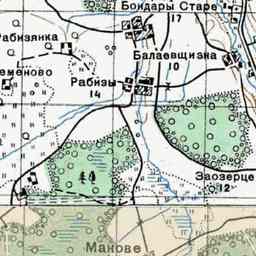 Бондары Старе
17
Рабизянка
Балаевщизна
10
еменово
Рабизы
14
44
Заозерце
12
Манове